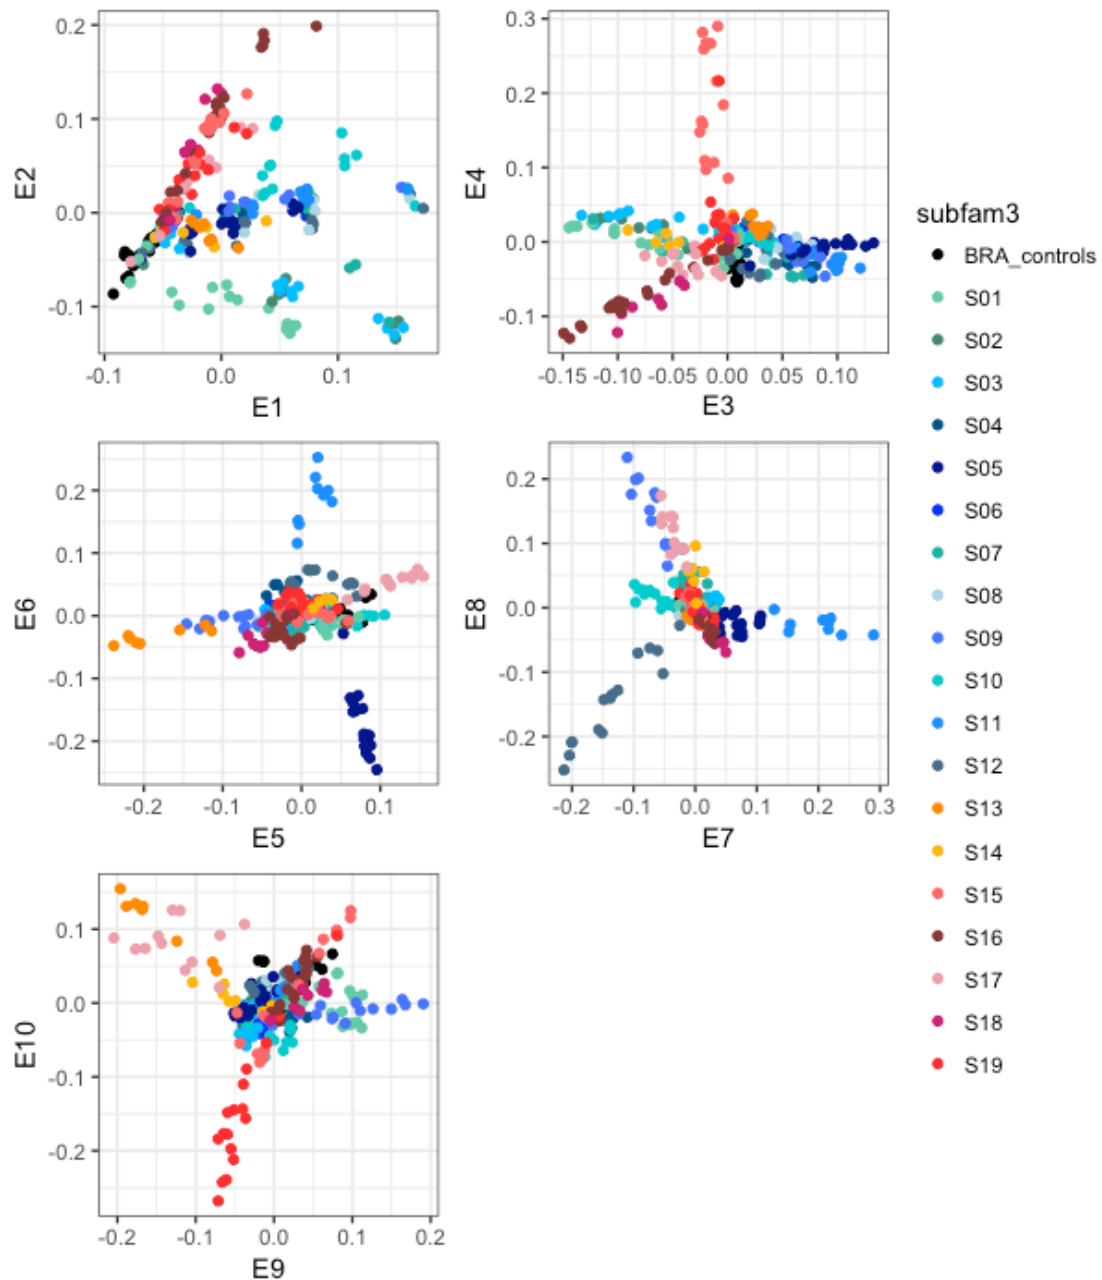 0.2
0.1
0.0
-0.1
E2
-0.1 0.0 0.1
E1
0.3
0.2
0.1
0.0
-0.1
E4
-0.15 -0.10 -0.05 0.00 0.05 0.10
E3
0.2
0.1
0.0
-0.1
-0.2
E6
-0.2 -0.1 0.0 0.1
E5
0.2
0.1
0.0
-0.1
-0.2
E8
-0.2 -0.1 0.0 0.1 0.2 0.3
E7
0.1
0.0
-0.1
-0.2
E10
-0.2 -0.1 0.0 0.1 0.2
E9
subfam3
BRA_controls
S01
S02
S03
S04
S05
S06
S07
S08
S09
S10
S11
S12
S13
S14
S15
S16
S17
S18
S19